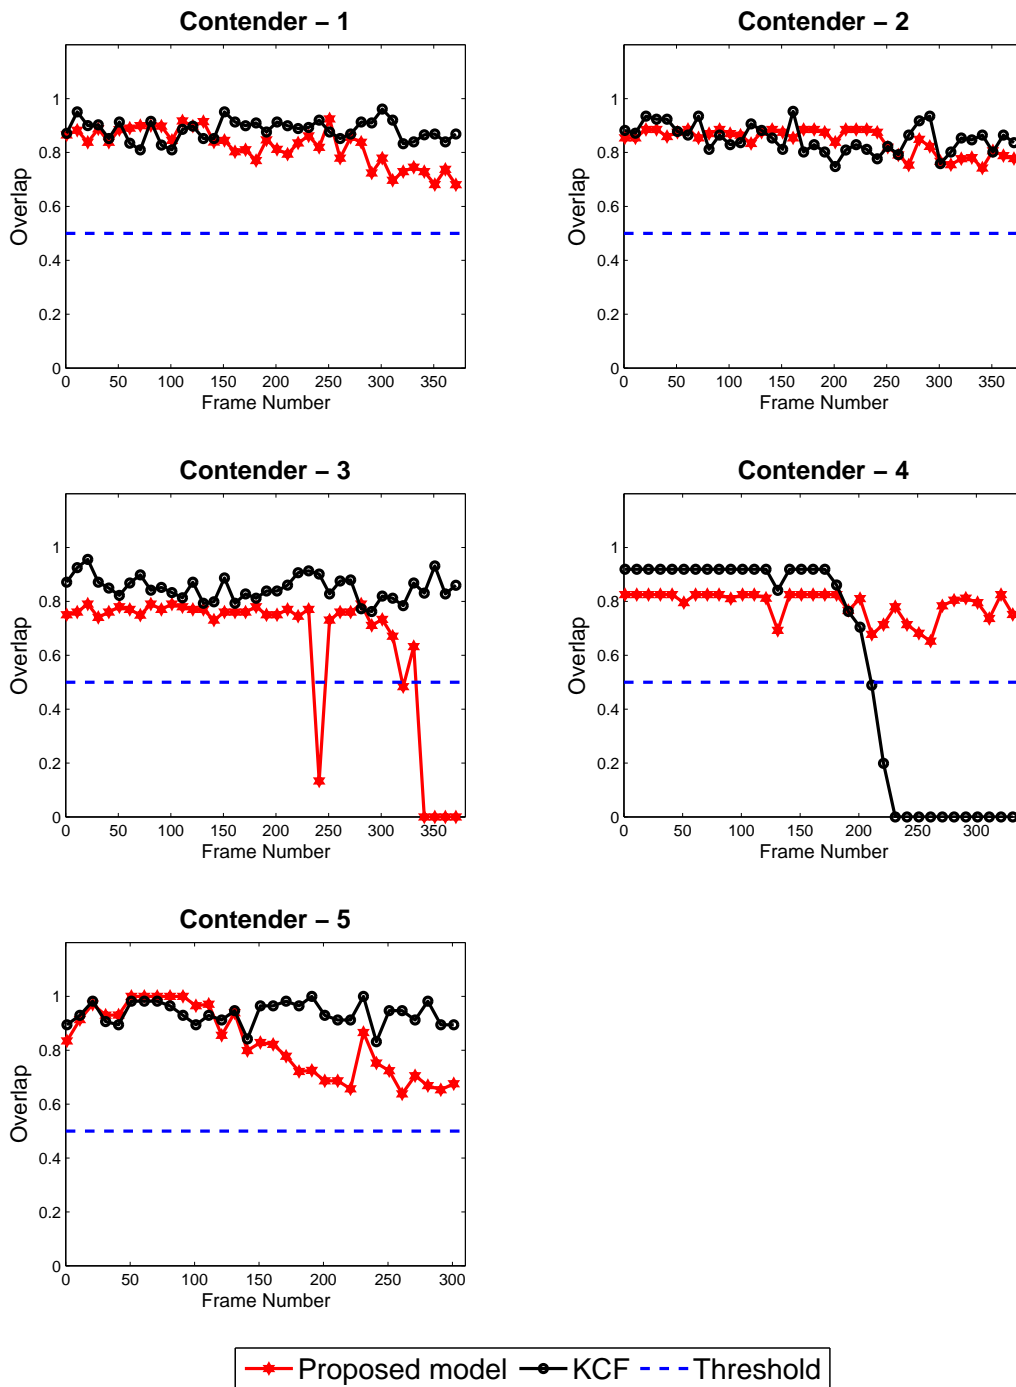 Contender – 1
Contender – 2
1
0.8
0.6
0.4
0.2
0
Overlap
0 50 100 150 200 250 300 350
Frame Number
1
0.8
0.6
0.4
0.2
0
Overlap
0 50 100 150 200 250 300 350
Frame Number
Contender – 3
Contender – 4
1
0.8
0.6
0.4
0.2
0
Overlap
0 50 100 150 200 250 300 350
Frame Number
1
0.8
0.6
0.4
0.2
0
Overlap
0 50 100 150 200 250 300
Frame Number
Contender – 5
1
0.8
0.6
0.4
0.2
0
Overlap
0 50 100 150 200 250 300
Frame Number
Proposed model KCF Threshold